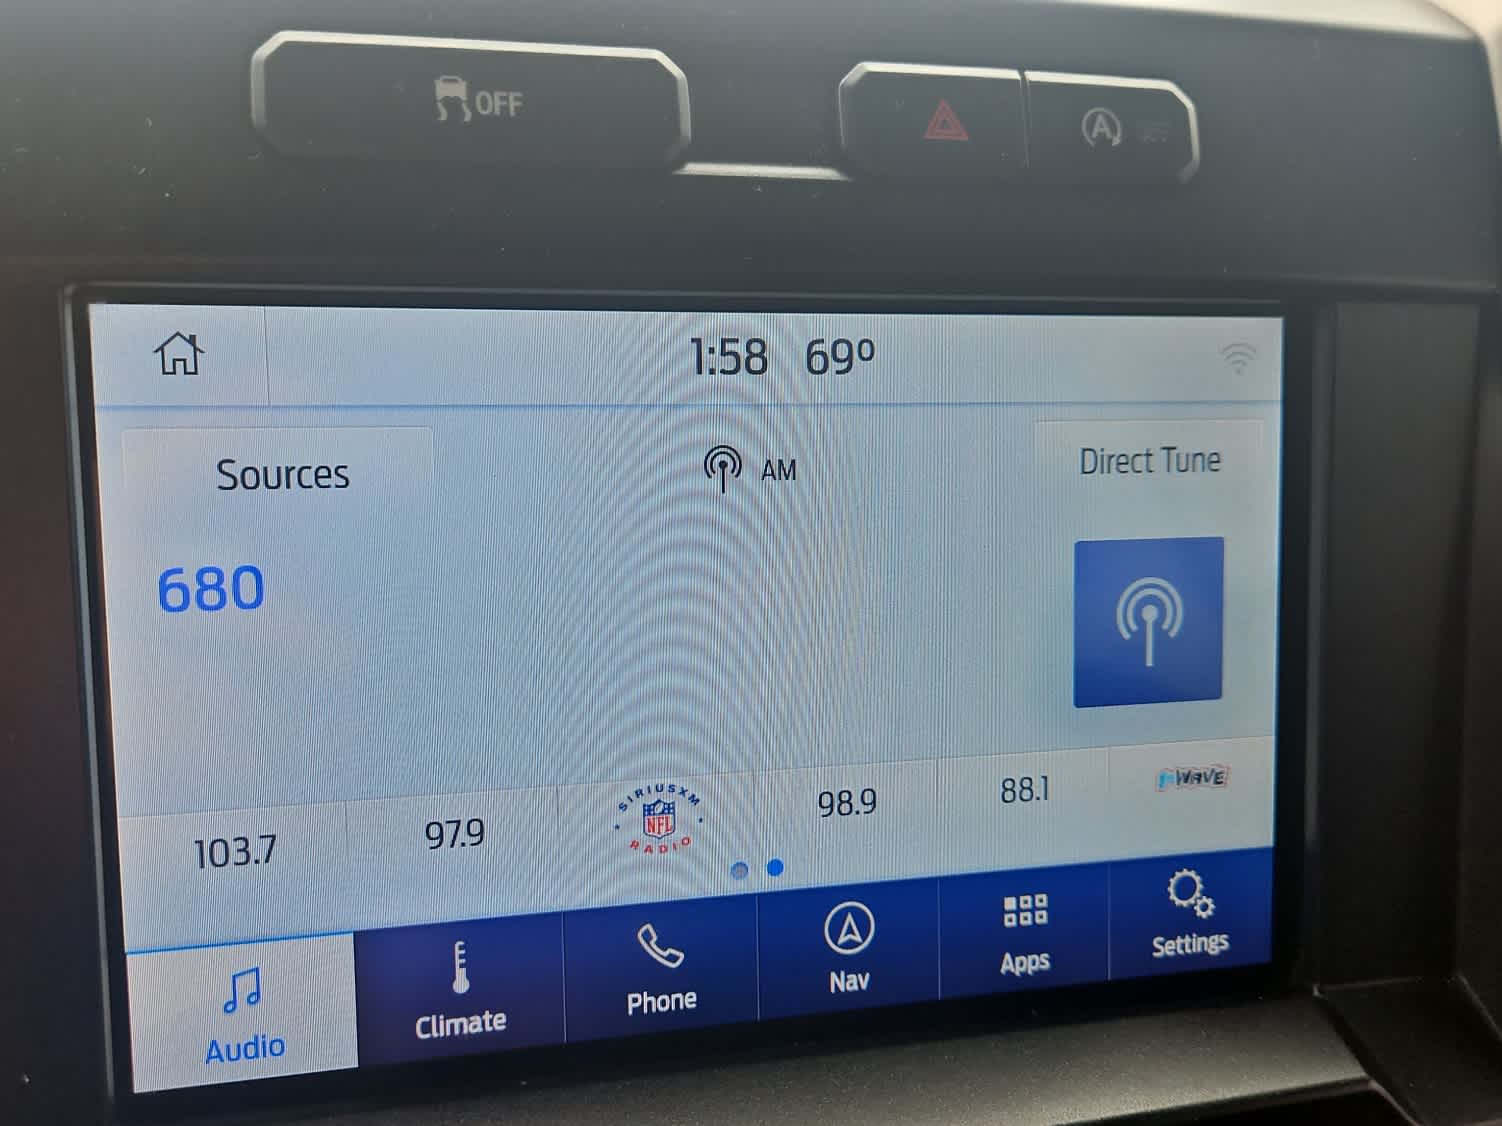 OFF
A
1:58 69°
Sources
AM
Direct Tune
680
103.7
97.9
SIRIUSXM
NFL
RADIO
98.9
88.1
1st WAVE
Audio
Climate
Phone
Nav
Apps
Settings